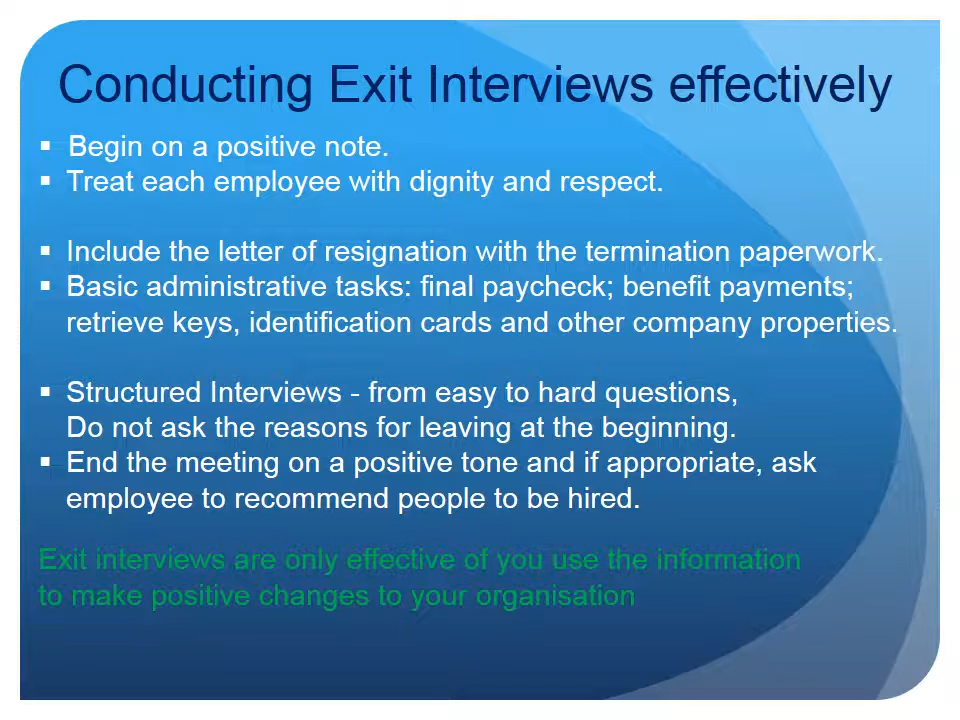 Conducting Exit Interviews effectively
▪ Begin on a positive note.
▪ Treat each employee with dignity and respect.
▪ Include the letter of resignation with the termination paperwork.
▪ Basic administrative tasks: final paycheck; benefit payments;
retrieve keys, identification cards and other company properties.
▪ Structured Interviews - from easy to hard questions,
Do not ask the reasons for leaving at the beginning.
▪ End the meeting on a positive tone and if appropriate, ask
employee to recommend people to be hired.
Exit interviews are only effective of you use the information
to make positive changes to your organisation